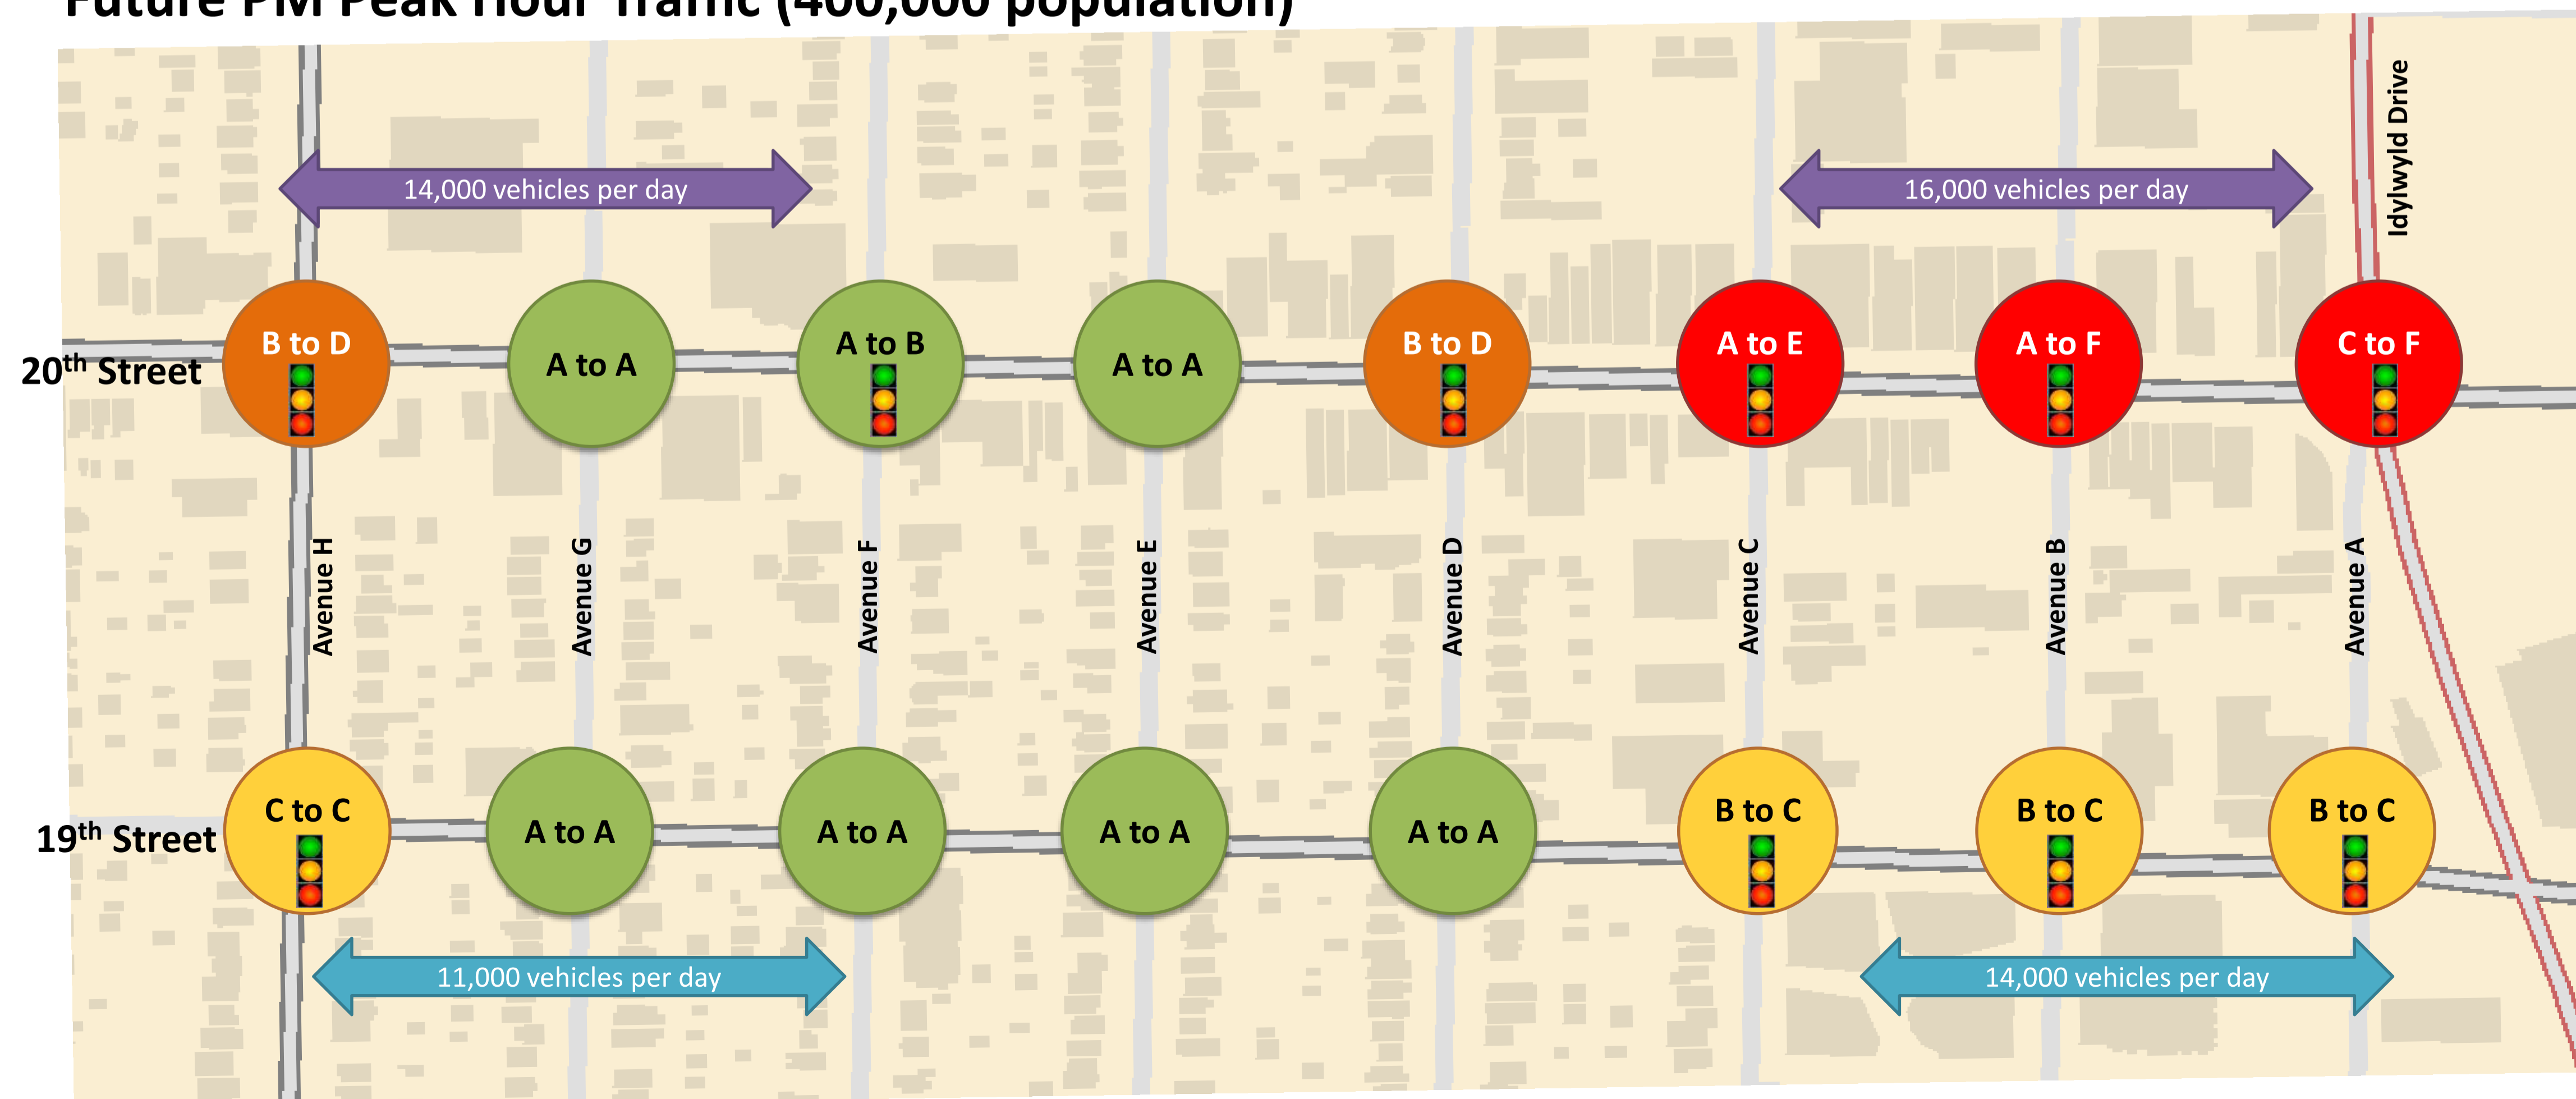 Future PM Peak Hour Traffic (400,000 population)
Idylwyld Drive
14,000 vehicles per day
16,000 vehicles per day
20th Street
B to D
A to A
A to B
A to A
B to D
A to E
A to F
C to F
Avenue H
Avenue G
Avenue F
Avenue E
Avenue D
Avenue C
Avenue B
Avenue A
19th Street
C to C
A to A
A to A
A to A
A to A
B to C
B to C
B to C
11,000 vehicles per day
14,000 vehicles per day